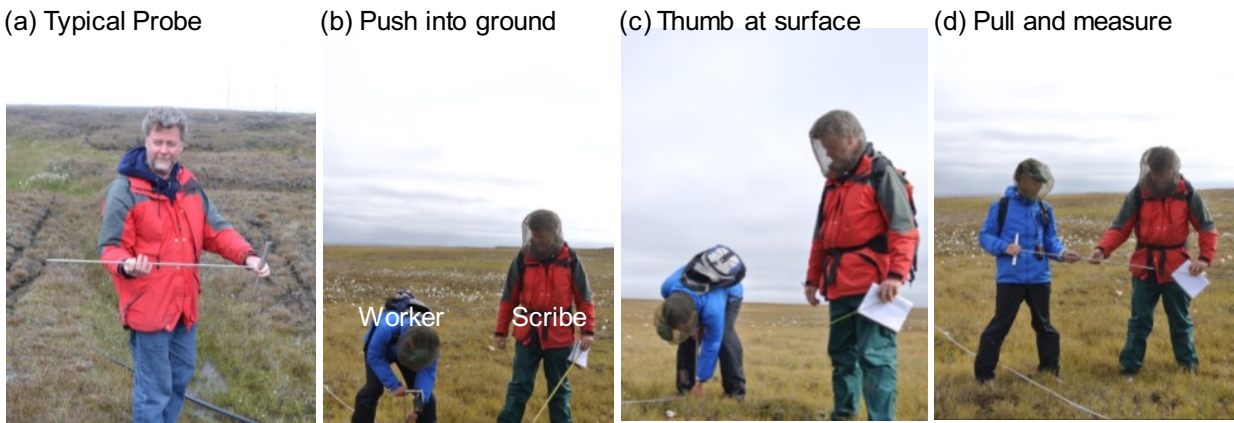 (a) Typical Probe
(b) Push into ground
(c) Thumb at surface
(d) Pull and measure
Worker
Scribe